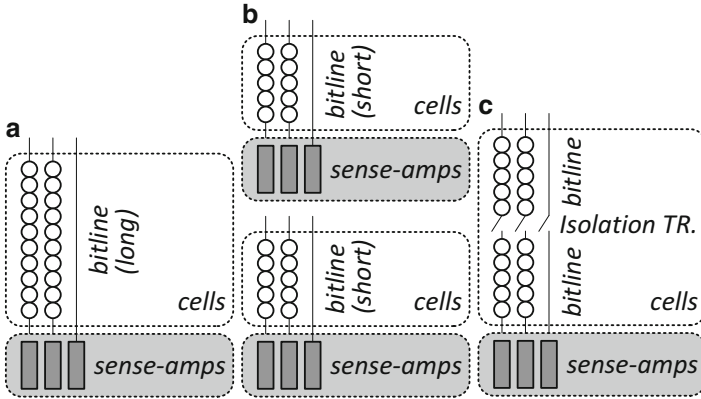 a
bitline
(long)
cells
sense-amps
b
bitline
(short)
cells
sense-amps
bitline
(short)
cells
sense-amps
c
bitline
Isolation TR.
bitline
cells
sense-amps